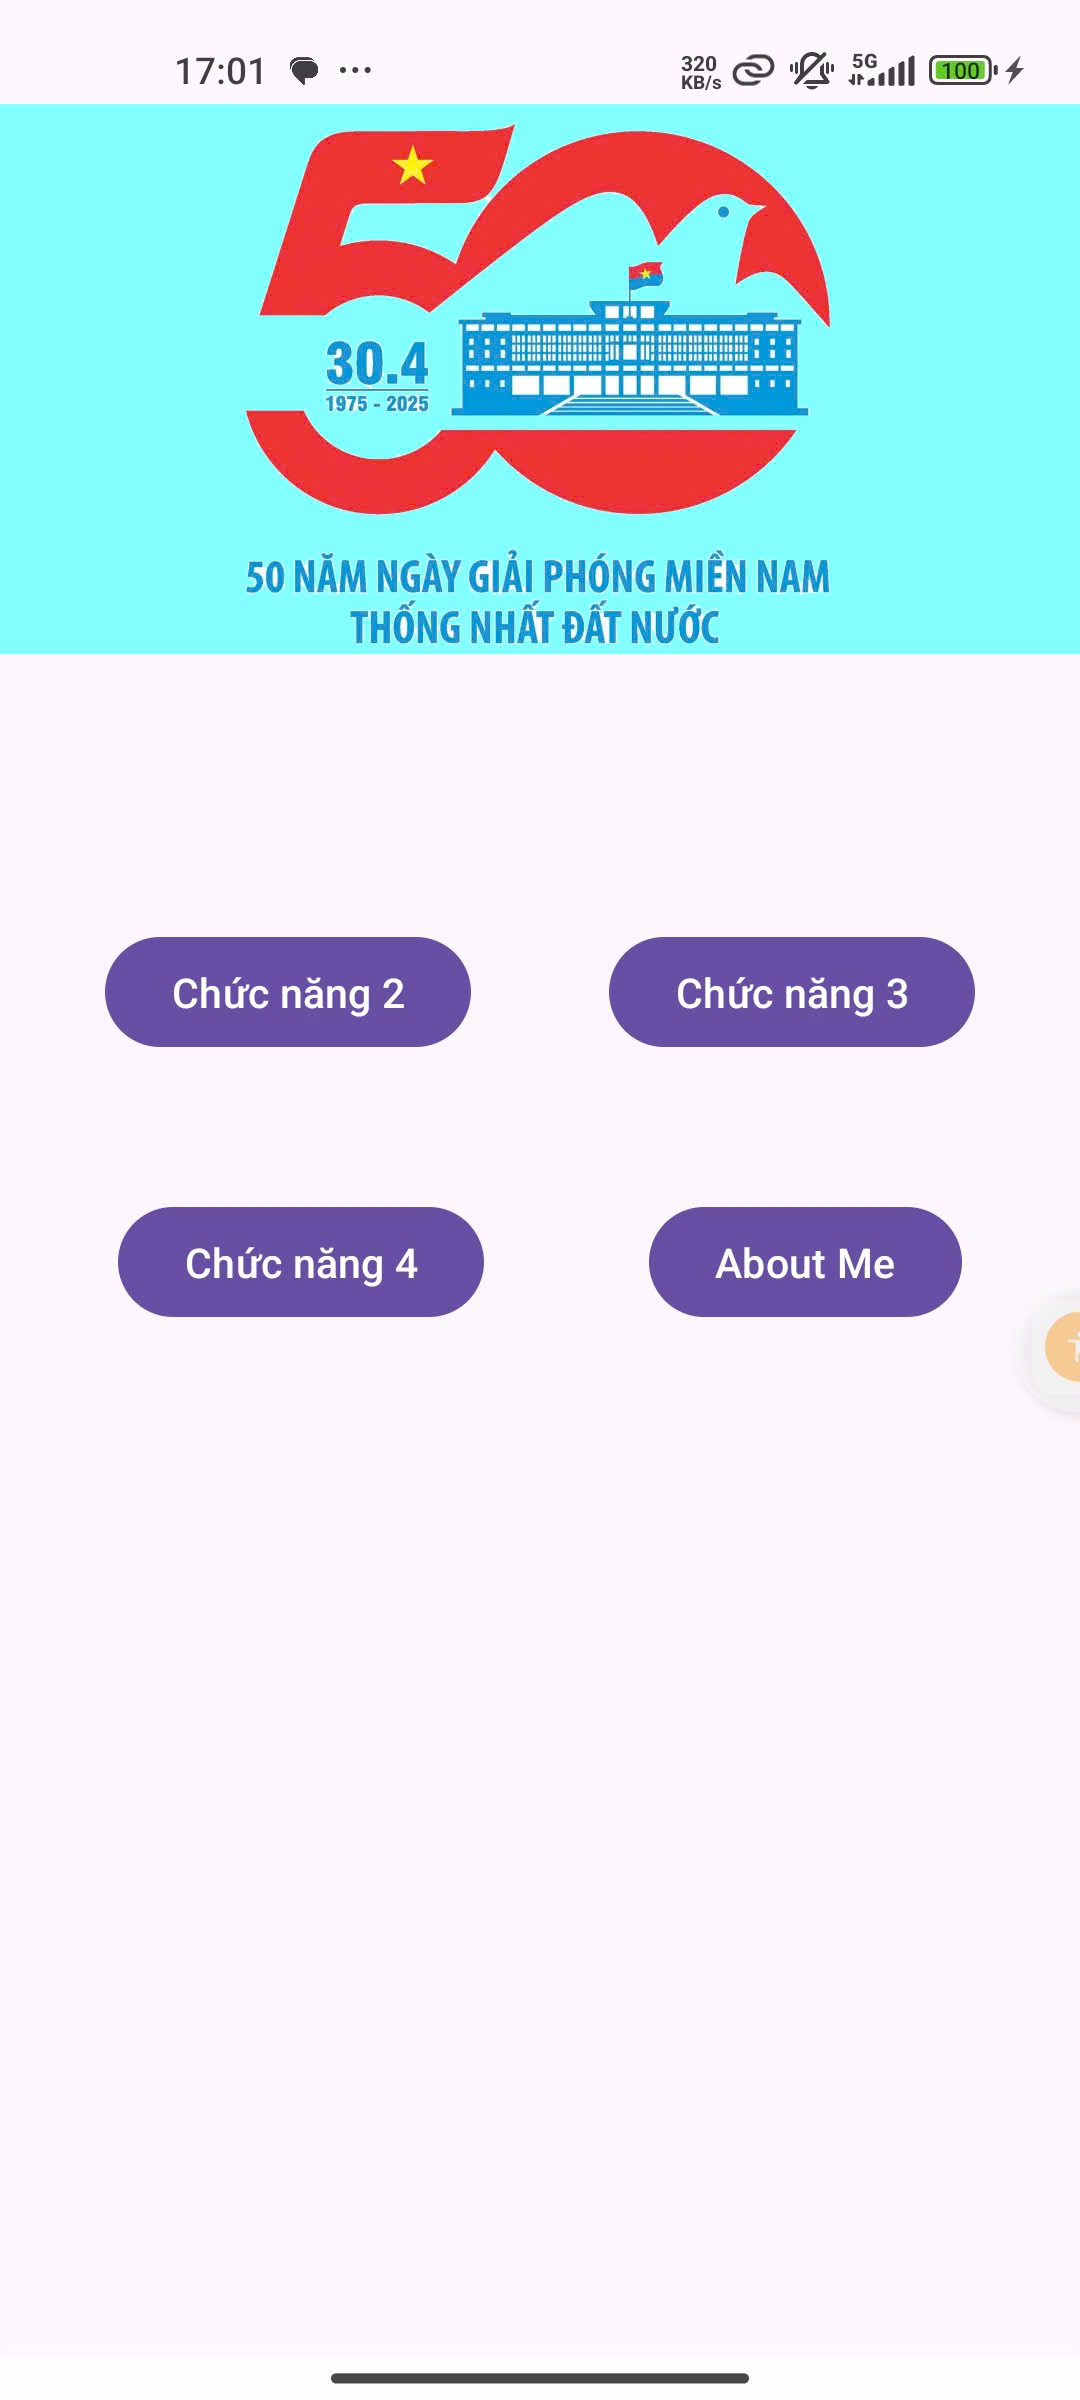 17:01
320
KB/s
5G
100
30.4
1975 - 2025
50 NĂM NGÀY GIẢI PHÓNG MIỀN NAM
THỐNG NHẤT ĐẤT NƯỚC
Chức năng 2
Chức năng 3
Chức năng 4
About Me